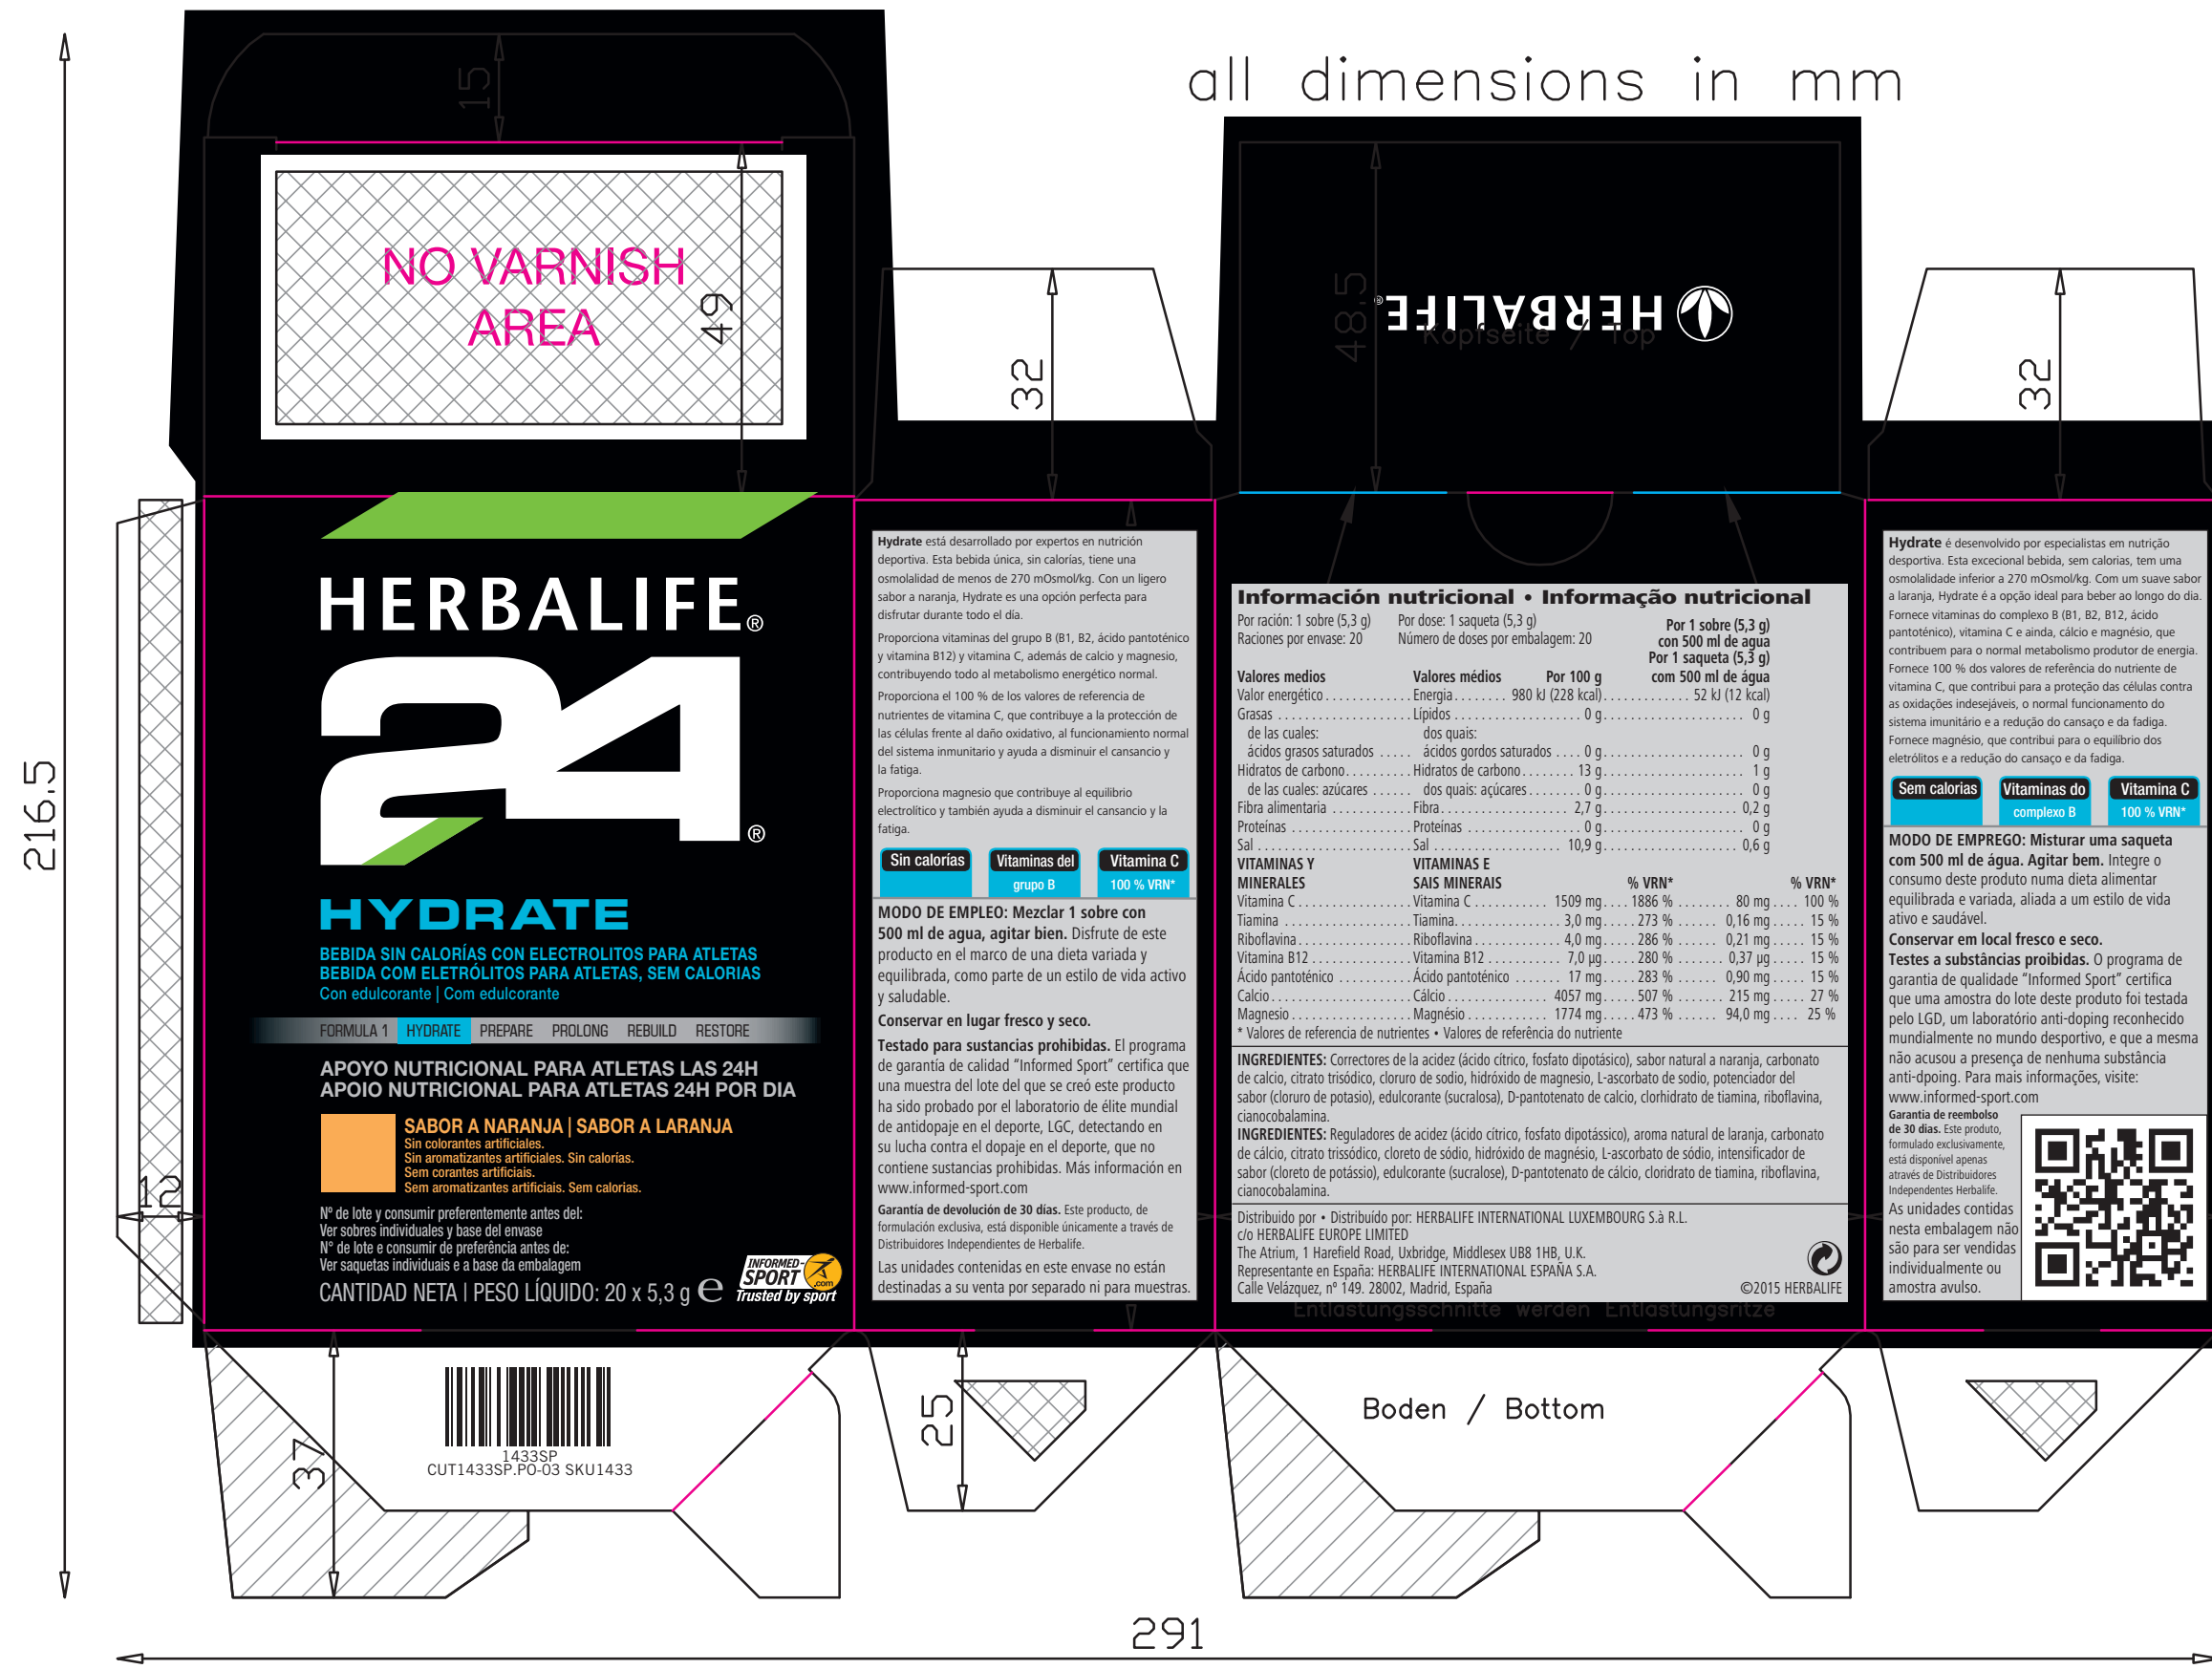 all dimensions in mm
15
NO VARNISH
AREA
49
32
HERBALIFE®
48.5
Kopfseite / Top
32
216.5
12
HERBALIFE®
24®
HYDRATE
BEBIDA SIN CALORÍAS CON ELECTROLITOS PARA ATLETAS
BEBIDA COM ELETRÓLITOS PARA ATLETAS, SEM CALORIAS
Con edulcorante | Com edulcorante
FORMULA 1 HYDRATE PREPARE PROLONG REBUILD RESTORE
APOYO NUTRICIONAL PARA ATLETAS LAS 24H
APOIO NUTRICIONAL PARA ATLETAS 24H POR DIA
SABOR A NARANJA | SABOR A LARANJA
Sin colorantes artificiales.
Sin aromatizantes artificiales. Sin calorías.
Sem corantes artificiais.
Sem aromatizantes artificiais. Sem calorias.
Nº de lote y consumir preferentemente antes del:
Ver sobres individuales y base del envase
N° de lote e consumir de preferência antes de:
Ver saquetas individuais e a base da embalagem
CANTIDAD NETA | PESO LÍQUIDO: 20 x 5,3 g ℮
INFORMED-
SPORT
.com
Trusted by sport
Hydrate está desarrollado por expertos en nutrición
deportiva. Esta bebida única, sin calorías, tiene una
osmolalidad de menos de 270 mOsmol/kg. Con un ligero
sabor a naranja, Hydrate es una opción perfecta para
disfrutar durante todo el día.
Proporciona vitaminas del grupo B (B1, B2, ácido pantoténico
y vitamina B12) y vitamina C, además de calcio y magnesio,
contribuyendo todo al metabolismo energético normal.
Proporciona el 100 % de los valores de referencia de
nutrientes de vitamina C, que contribuye a la protección de
las células frente al daño oxidativo, al funcionamiento normal
del sistema inmunitario y ayuda a disminuir el cansancio y
la fatiga.
Proporciona magnesio que contribuye al equilibrio
electrolítico y también ayuda a disminuir el cansancio y la
fatiga.
Sin calorías
Vitaminas del
grupo B
Vitamina C
100 % VRN*
MODO DE EMPLEO: Mezclar 1 sobre con
500 ml de agua, agitar bien. Disfrute de este
producto en el marco de una dieta variada y
equilibrada, como parte de un estilo de vida activo
y saludable.
Conservar en lugar fresco y seco.
Testado para sustancias prohibidas. El programa
de garantía de calidad “Informed Sport” certifica que
una muestra del lote del que se creó este producto
ha sido probado por el laboratorio de élite mundial
de antidopaje en el deporte, LGC, detectando en
su lucha contra el dopaje en el deporte, que no
contiene sustancias prohibidas. Más información en
www.informed-sport.com
Garantía de devolución de 30 días. Este producto, de
formulación exclusiva, está disponible únicamente a través de
Distribuidores Independientes de Herbalife.
Las unidades contenidas en este envase no están
destinadas a su venta por separado ni para muestras.
Información nutricional • Informação nutricional
Por ración: 1 sobre (5,3 g) Por dose: 1 saqueta (5,3 g)
Raciones por envase: 20 Número de doses por embalagem: 20
Por 1 sobre (5,3 g)
con 500 ml de agua
Por 1 saqueta (5,3 g)
Valores medios Valores médios Por 100 g com 500 ml de água
Valor energético Energia 980 kJ (228 kcal) 52 kJ (12 kcal)
Grasas Lípidos 0 g 0 g
de las cuales: dos quais:
ácidos grasos saturados ácidos gordos saturados 0 g 0 g
Hidratos de carbono Hidratos de carbono 13 g 1 g
de las cuales: azúcares dos quais: açúcares 0 g 0 g
Fibra alimentaria Fibra 2,7 g 0,2 g
Proteínas Proteínas 0 g 0 g
Sal Sal 10,9 g 0,6 g
VITAMINAS Y VITAMINAS E
MINERALES SAIS MINERAIS % VRN* % VRN*
Vitamina C Vitamina C 1509 mg 1886 % 80 mg 100 %
Tiamina Tiamina 3,0 mg 273 % 0,16 mg 15 %
Riboflavina Riboflavina 4,0 mg 286 % 0,21 mg 15 %
Vitamina B12 Vitamina B12 7,0 µg 280 % 0,37 µg 15 %
Ácido pantoténico Ácido pantoténico 17 mg 283 % 0,90 mg 15 %
Calcio Cálcio 4057 mg 507 % 215 mg 27 %
Magnesio Magnésio 1774 mg 473 % 94,0 mg 25 %
* Valores de referencia de nutrientes • Valores de referência do nutriente
INGREDIENTES: Correctores de la acidez (ácido cítrico, fosfato dipotásico), sabor natural a naranja, carbonato
de calcio, citrato trisódico, cloruro de sodio, hidróxido de magnesio, L-ascorbato de sodio, potenciador del
sabor (cloruro de potasio), edulcorante (sucralosa), D-pantotenato de calcio, clorhidrato de tiamina, riboflavina,
cianocobalamina.
INGREDIENTES: Reguladores de acidez (ácido cítrico, fosfato dipotássico), aroma natural de laranja, carbonato
de cálcio, citrato trissódico, cloreto de sódio, hidróxido de magnésio, L-ascorbato de sódio, intensificador de
sabor (cloreto de potássio), edulcorante (sucralose), D-pantotenato de cálcio, cloridrato de tiamina, riboflavina,
cianocobalamina.
Distribuido por • Distribuído por: HERBALIFE INTERNATIONAL LUXEMBOURG S.à R.L.
c/o HERBALIFE EUROPE LIMITED
The Atrium, 1 Harefield Road, Uxbridge, Middlesex UB8 1HB, U.K.
Representante en España: HERBALIFE INTERNATIONAL ESPAÑA S.A.
Calle Velázquez, nº 149. 28002, Madrid, España
©2015 HERBALIFE
Entlastungsschnitte werden Entlastungsritze
Hydrate é desenvolvido por especialistas em nutrição
desportiva. Esta excecional bebida, sem calorias, tem uma
osmolalidade inferior a 270 mOsmol/kg. Com um suave sabor
a laranja, Hydrate é a opção ideal para beber ao longo do dia.
Fornece vitaminas do complexo B (B1, B2, B12, ácido
pantoténico), vitamina C e ainda, cálcio e magnésio, que
contribuem para o normal metabolismo produtor de energia.
Fornece 100 % dos valores de referência do nutriente de
vitamina C, que contribui para a proteção das células contra
as oxidações indesejáveis, o normal funcionamento do
sistema imunitário e a redução do cansaço e da fadiga.
Fornece magnésio, que contribui para o equilíbrio dos
eletrólitos e a redução do cansaço e da fadiga.
Sem calorias
Vitaminas do
complexo B
Vitamina C
100 % VRN*
MODO DE EMPREGO: Misturar uma saqueta
com 500 ml de água. Agitar bem. Integre o
consumo deste produto numa dieta alimentar
equilibrada e variada, aliada a um estilo de vida
ativo e saudável.
Conservar em local fresco e seco.
Testes a substâncias proibidas. O programa de
garantia de qualidade “Informed Sport” certifica
que uma amostra do lote deste produto foi testada
pelo LGD, um laboratório anti-doping reconhecido
mundialmente no mundo desportivo, e que a mesma
não acusou a presença de nenhuma substância
anti-dpoing. Para mais informações, visite:
www.informed-sport.com
Garantia de reembolso
de 30 dias. Este produto,
formulado exclusivamente,
está disponível apenas
através de Distribuidores
Independentes Herbalife.
As unidades contidas
nesta embalagem não
são para ser vendidas
individualmente ou
amostra avulso.
37
1433SP
CUT1433SP.PO-03 SKU1433
25
Boden / Bottom
291